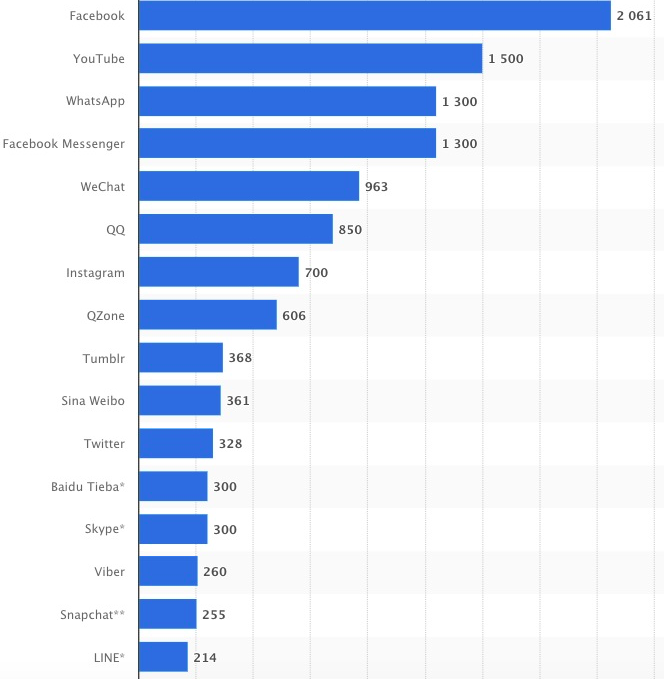 Facebook 2 061
YouTube 1 500
WhatsApp 1 300
Facebook Messenger 1 300
WeChat 963
QQ 850
Instagram 700
QZone 606
Tumblr 368
Sina Weibo 361
Twitter 328
Baidu Tieba* 300
Skype* 300
Viber 260
Snapchat** 255
LINE* 214